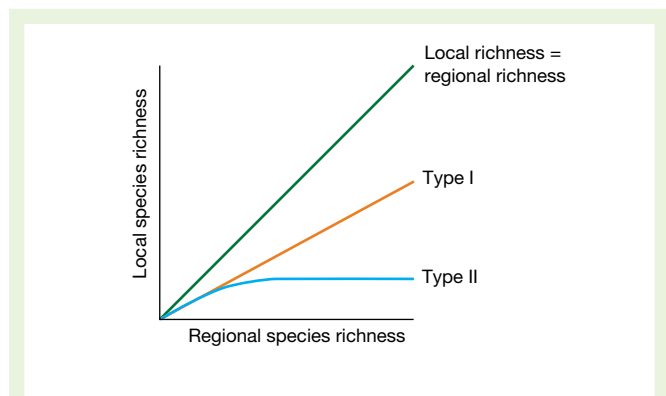 Local richness =
regional richness
Type I
Type II
Local species richness
Regional species richness